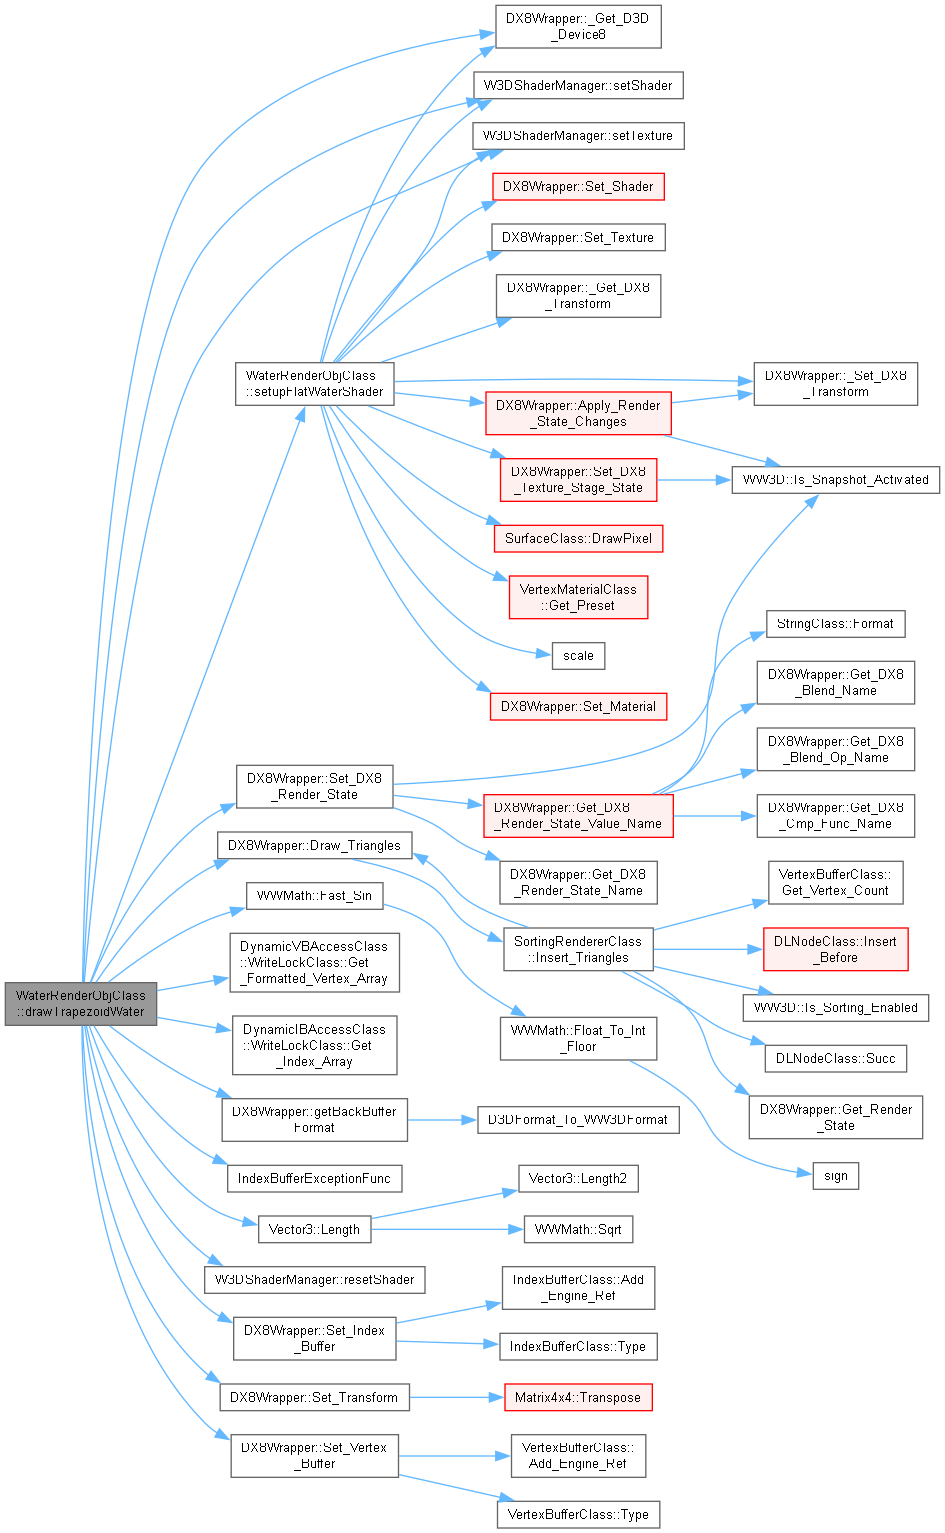 DX8Wrapper::_Get_D3D
_Device8
W3DShaderManager::setShader
W3DShaderManager::setTexture
DX8Wrapper::Set_Shader
DX8Wrapper::Set_Texture
DX8Wrapper::_Get_DX8
_Transform
WaterRenderObjClass
::setupFlatWaterShader
DX8Wrapper::_Set_DX8
_Transform
DX8Wrapper::Apply_Render
_State_Changes
DX8Wrapper::Set_DX8
_Texture_Stage_State
WW3D::Is_Snapshot_Activated
SurfaceClass::DrawPixel
VertexMaterialClass
::Get_Preset
scale
DX8Wrapper::Set_Material
StringClass::Format
DX8Wrapper::Get_DX8
_Blend_Name
DX8Wrapper::Get_DX8
_Blend_Op_Name
DX8Wrapper::Set_DX8
_Render_State
DX8Wrapper::Get_DX8
_Render_State_Value_Name
DX8Wrapper::Get_DX8
_Cmp_Func_Name
DX8Wrapper::Draw_Triangles
DX8Wrapper::Get_DX8
_Render_State_Name
VertexBufferClass::
Get_Vertex_Count
WWMath::Fast_Sin
SortingRendererClass
::Insert_Triangles
DLNodeClass::Insert
_Before
DynamicVBAccessClass
::WriteLockClass::Get
_Formatted_Vertex_Array
WaterRenderObjClass
::drawTrapezoidWater
WW3D::Is_Sorting_Enabled
DynamicIBAccessClass
::WriteLockClass::Get
_Index_Array
WWMath::Float_To_Int
_Floor
DLNodeClass::Succ
DX8Wrapper::getBackBuffer
Format
D3DFormat_To_WW3DFormat
DX8Wrapper::Get_Render
_State
IndexBufferExceptionFunc
sign
Vector3::Length2
Vector3::Length
WWMath::Sqrt
W3DShaderManager::resetShader
IndexBufferClass::Add
_Engine_Ref
DX8Wrapper::Set_Index
_Buffer
IndexBufferClass::Type
DX8Wrapper::Set_Transform
Matrix4x4::Transpose
DX8Wrapper::Set_Vertex
_Buffer
VertexBufferClass::
Add_Engine_Ref
VertexBufferClass::Type